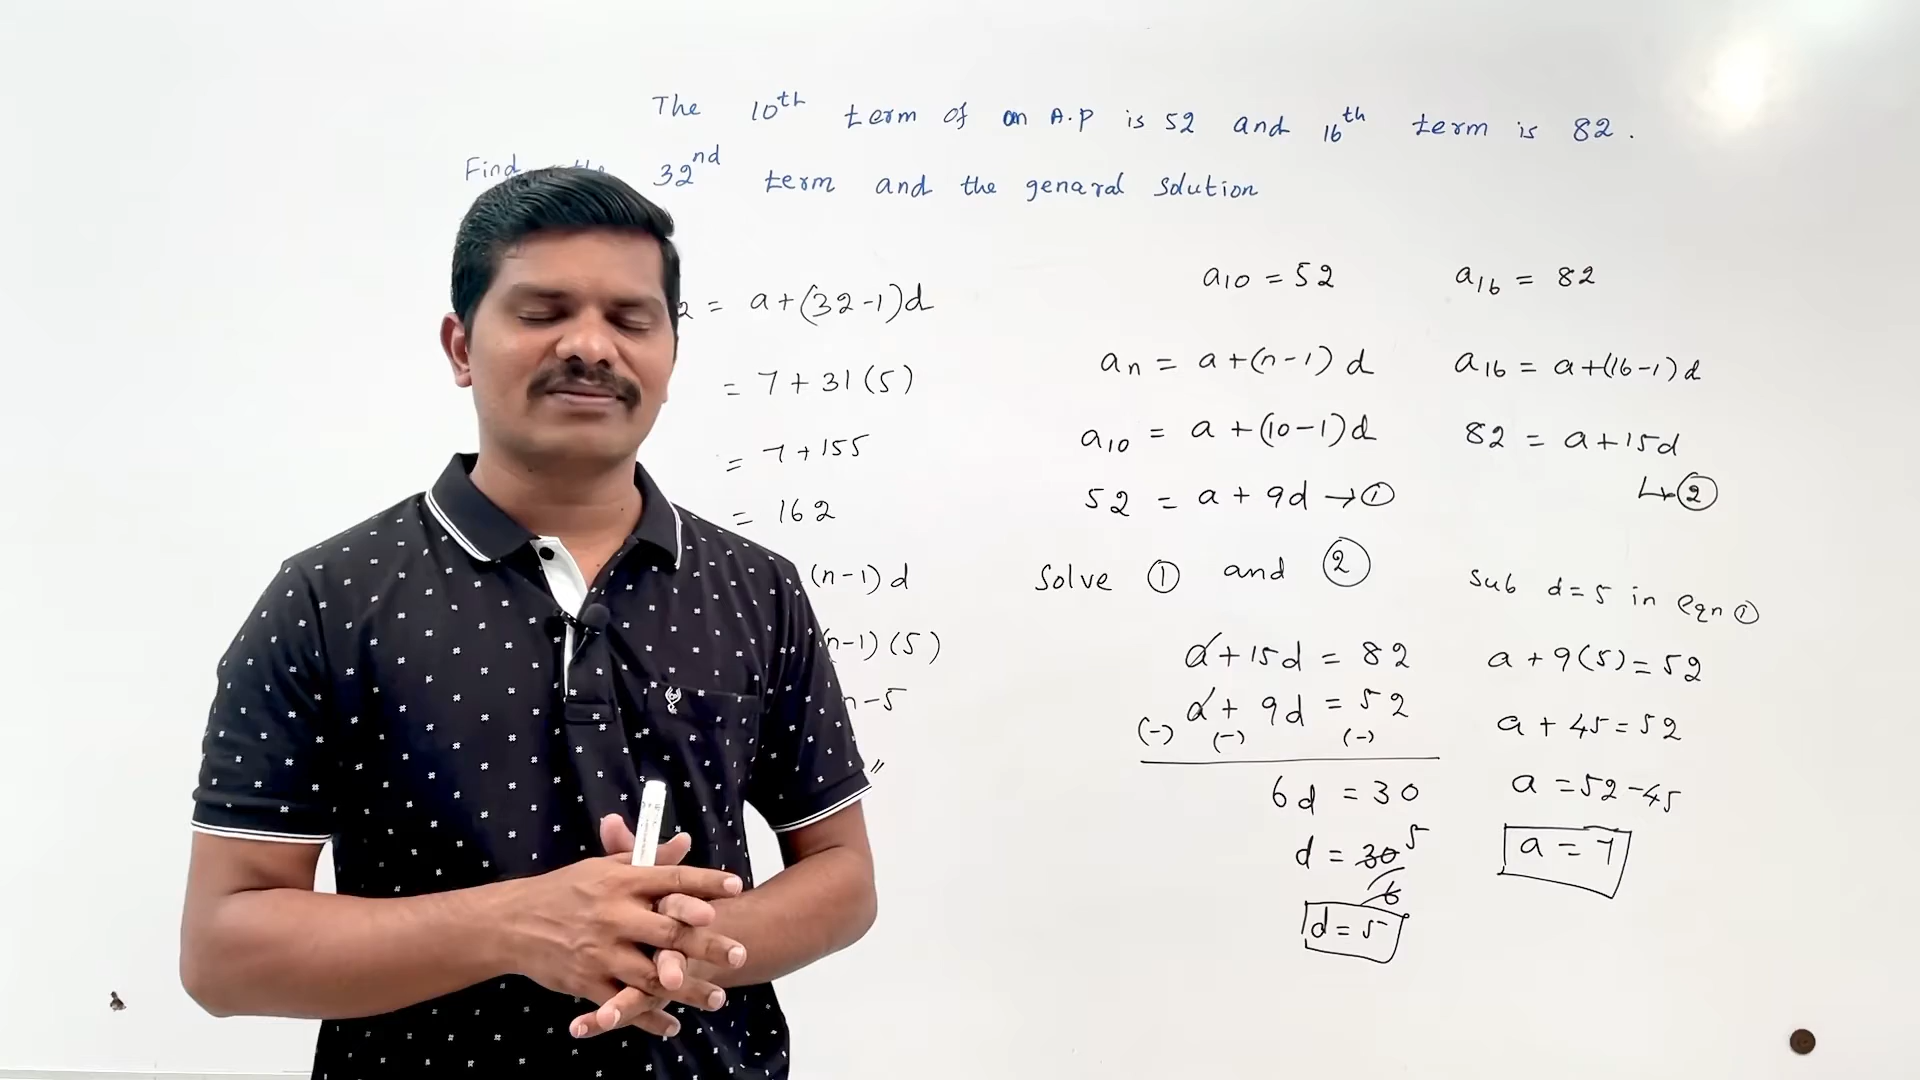 The 10th term of an A.P is 52 and 16th term is 82.
Find the 32nd term and the genaral solution
2 = a+(32-1)d
= 7+31(5)
= 7+155
= 162
(n-1)d
n-1)(5)
n-5
"
a10 = 52
an = a+(n-1)d
a10 = a+(10-1)d
52 = a+9d → ①
Solve ① and ②
a+15d = 82
(-) a+9d = 52
(-) (-)
6d = 30
d = 30/6 5
d = 5
a16 = 82
a16 = a+(16-1)d
82 = a+15d
↳ ②
Sub d=5 in eqn ①
a+9(5)=52
a+45=52
a=52-45
a=7